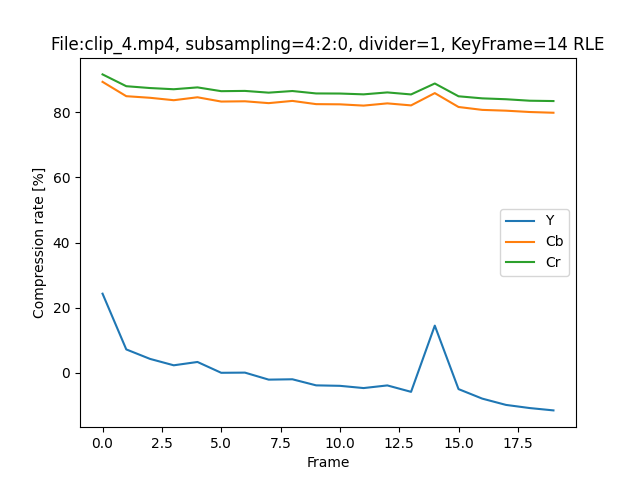 File:clip_4.mp4, subsampling=4:2:0, divider=1, KeyFrame=14 RLE
Compression rate [%]
80
60
40
20
0
Y
Cb
Cr
0.0 2.5 5.0 7.5 10.0 12.5 15.0 17.5
Frame